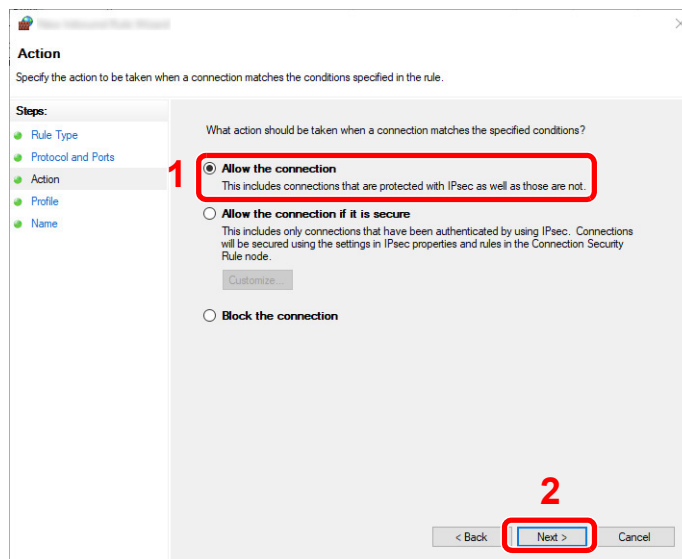 Action
Specify the action to be taken when a connection matches the conditions specified in the rule.
Steps:
Rule Type
Protocol and Ports
Action
Profile
Name
What action should be taken when a connection matches the specified conditions?
1
Allow the connection
This includes connections that are protected with IPsec as well as those are not.
Allow the connection if it is secure
This includes only connections that have been authenticated by using IPsec. Connections
will be secured using the settings in IPsec properties and rules in the Connection Security
Rule node.
Customize...
Block the connection
2
< Back
Next >
Cancel